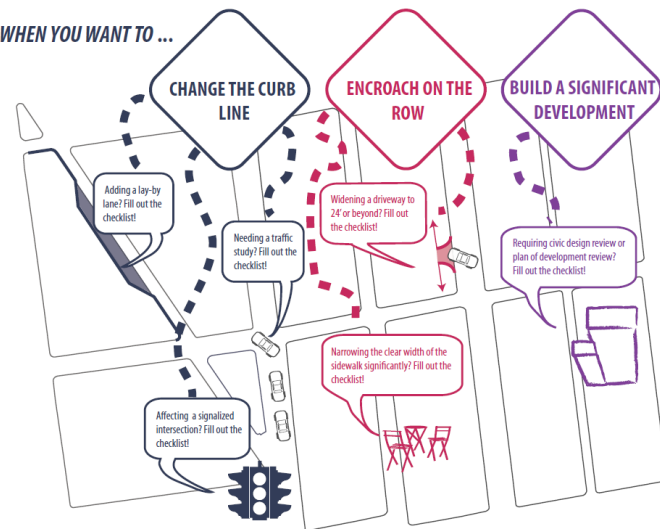 WHEN YOU WANT TO ...
CHANGE THE CURB
LINE
ENCROACH ON THE
ROW
BUILD A SIGNIFICANT
DEVELOPMENT
Adding a lay-by
lane? Fill out the
checklist!
Needing a traffic
study? Fill out the
checklist!
Widening a driveway to
24' or beyond? Fill out
the checklist!
Requiring civic design review or
plan of development review?
Fill out the checklist!
Narrowing the clear width of the
sidewalk significantly? Fill out the
checklist!
Affecting a signalized
intersection? Fill out the
checklist!